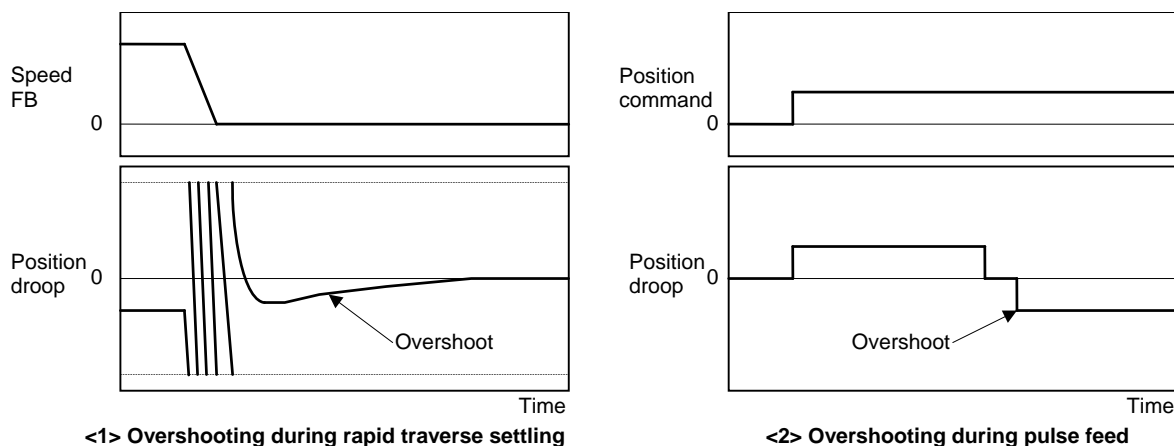 Speed
FB
0
Position
droop
0
Overshoot
Time
<1> Overshooting during rapid traverse settling
Position
command
0
Position
droop
0
Overshoot
Time
<2> Overshooting during pulse feed